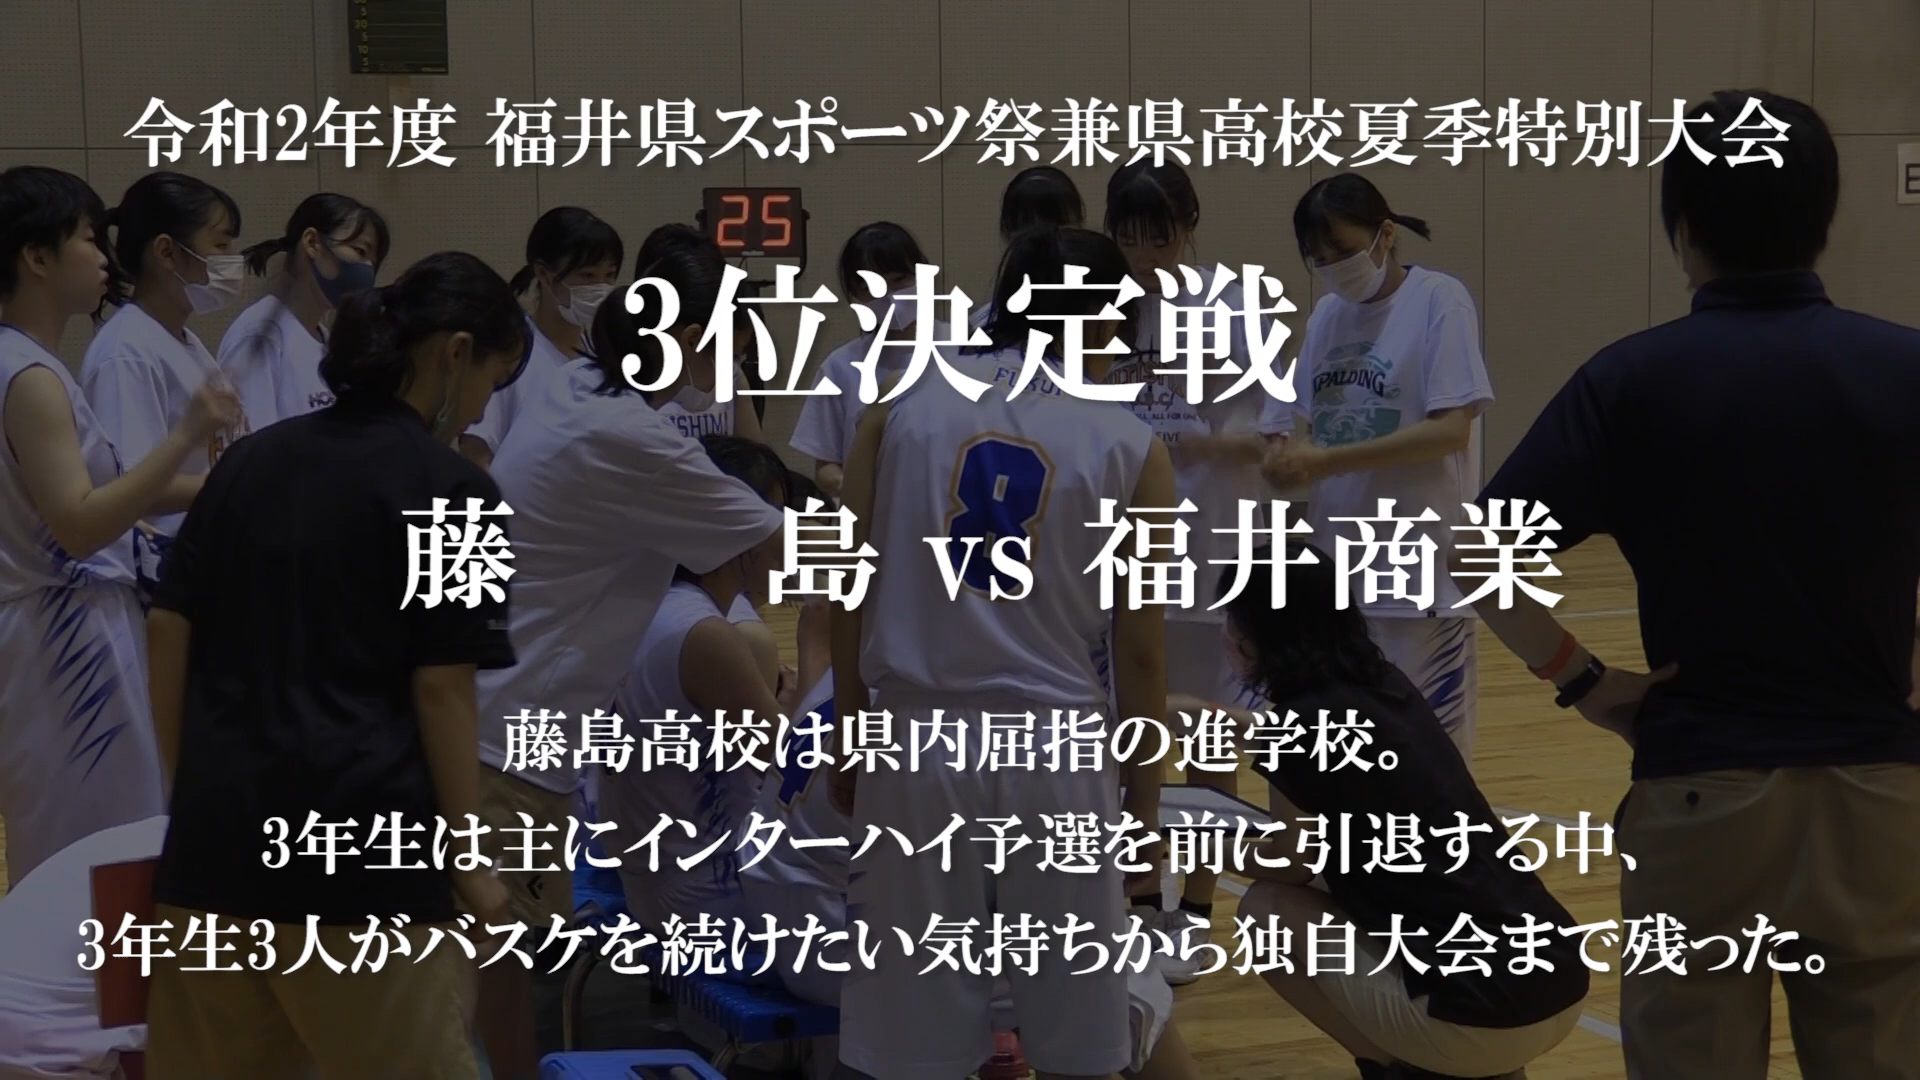 令和2年度 福井県スポーツ祭兼県高校夏季特別大会
25
3位決定戦
SPALDING
8
藤 島 vs 福井商業
藤島高校は県内屈指の進学校。
3年生は主にインターハイ予選を前に引退する中、
3年生3人がバスケを続けたい気持ちから独自大会まで残った。